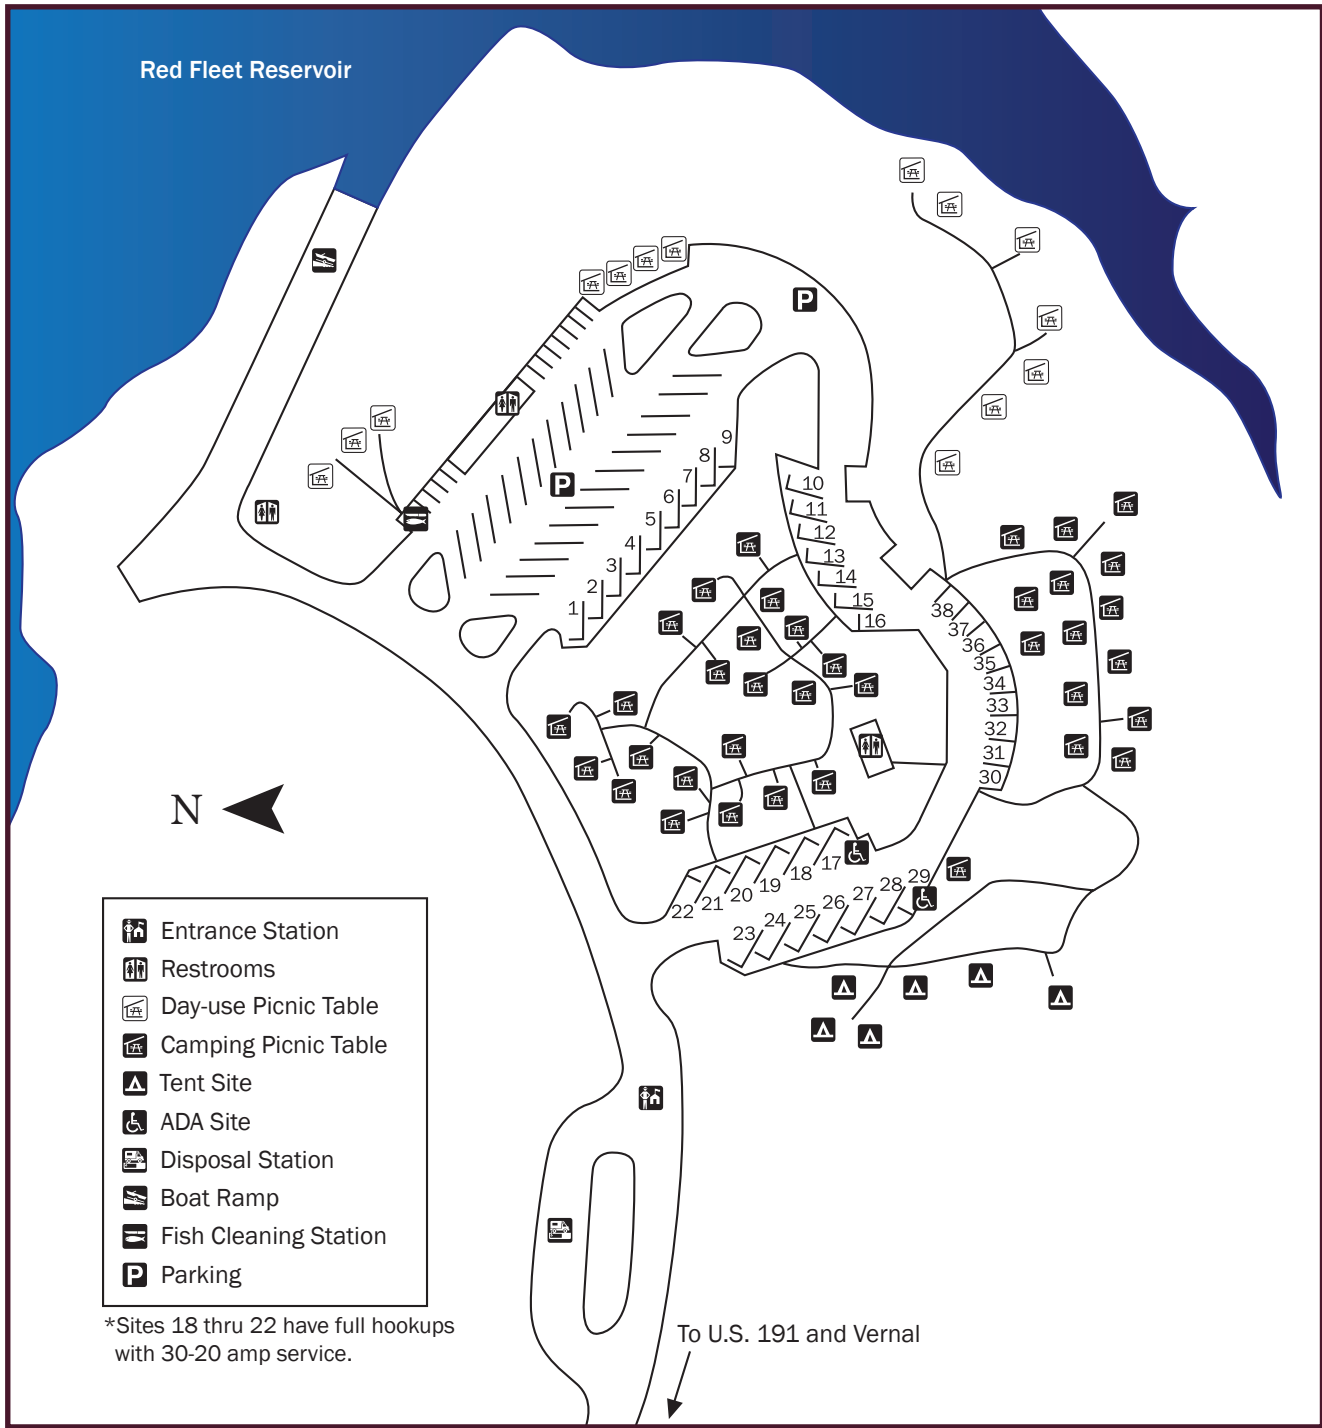 Red Fleet Reservoir
P
9
8
7
6
5
4
3
2
1
P
10
11
12
13
14
15
16
38
37
36
35
34
33
32
31
30
17
18
19
20
21
22
29
28
27
26
25
24
23
N
Entrance Station
Restrooms
Day-use Picnic Table
Camping Picnic Table
Tent Site
ADA Site
Disposal Station
Boat Ramp
Fish Cleaning Station
P Parking
*Sites 18 thru 22 have full hookups
with 30-20 amp service.
To U.S. 191 and Vernal